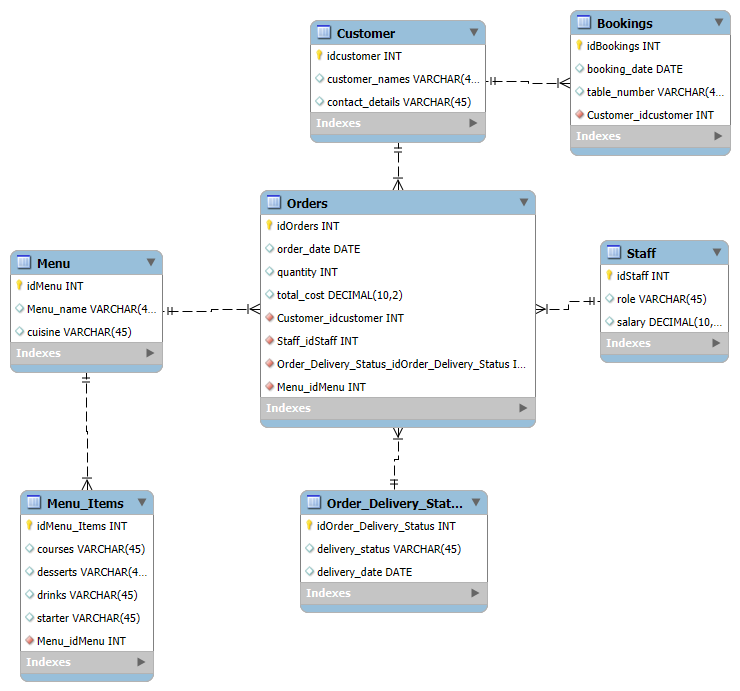 Customer
idcustomer INT
customer_names VARCHAR(4...
contact_details VARCHAR(45)
Indexes
Bookings
idBookings INT
booking_date DATE
table_number VARCHAR(4...
Customer_idcustomer INT
Indexes
Orders
idOrders INT
order_date DATE
quantity INT
total_cost DECIMAL(10,2)
Customer_idcustomer INT
Staff_idStaff INT
Order_Delivery_Status_idOrder_Delivery_Status I...
Menu_idMenu INT
Indexes
Menu
idMenu INT
Menu_name VARCHAR(4...
cuisine VARCHAR(45)
Indexes
Staff
idStaff INT
role VARCHAR(45)
salary DECIMAL(10,...
Indexes
Menu_Items
idMenu_Items INT
courses VARCHAR(45)
desserts VARCHAR(4...
drinks VARCHAR(45)
starter VARCHAR(45)
Menu_idMenu INT
Indexes
Order_Delivery_Stat...
idOrder_Delivery_Status INT
delivery_status VARCHAR(45)
delivery_date DATE
Indexes